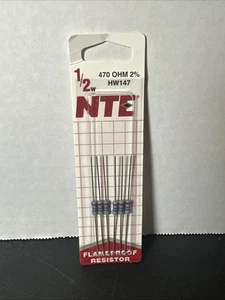 1/2W
470 OHM 2%
HW147
NTE
FLAMEPROOF
RESISTOR